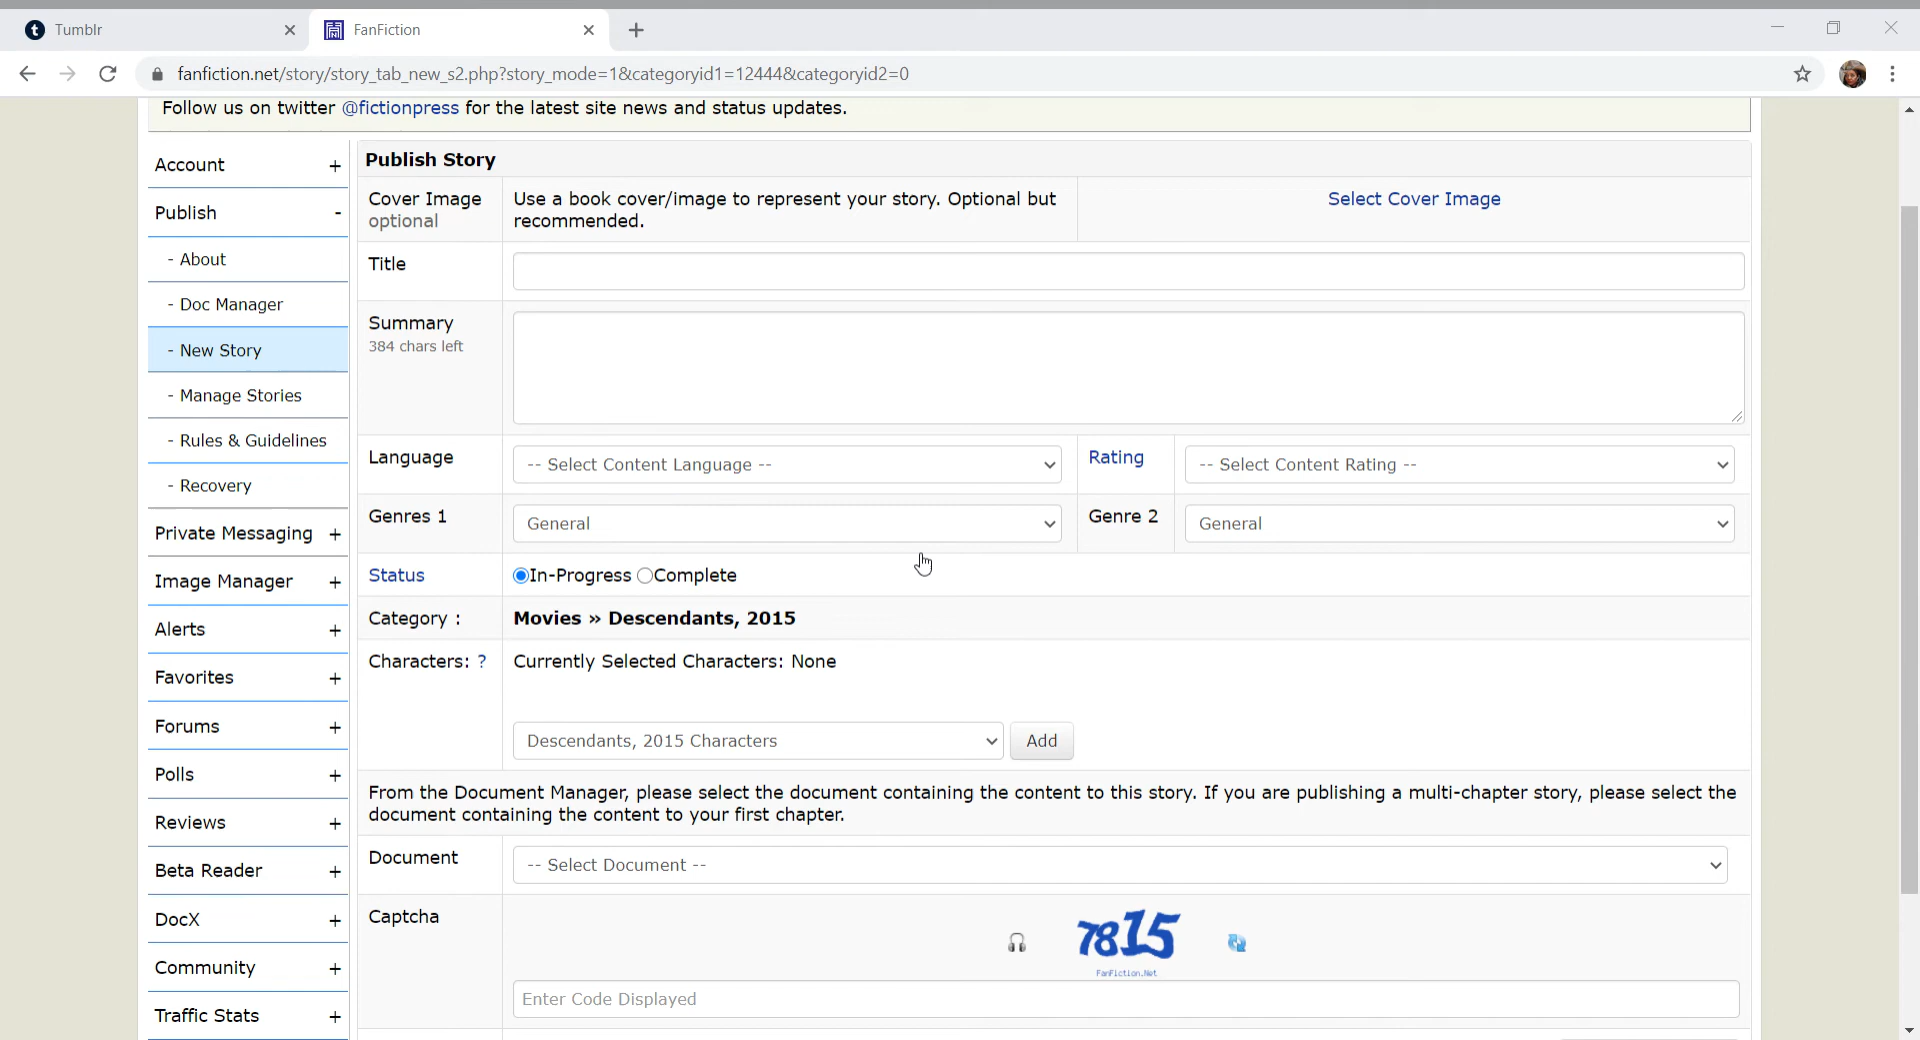 Tumblr
FanFiction
fanfiction.net/story/story_tab_new_s2.php?story_mode=1&categoryid1=12444&categoryid2=0
Follow us on twitter @fictionpress for the latest site news and status updates.
Account +
Publish -
- About
- Doc Manager
- New Story
- Manage Stories
- Rules & Guidelines
- Recovery
Private Messaging +
Image Manager +
Alerts +
Favorites +
Forums +
Polls +
Reviews +
Beta Reader +
DocX +
Community +
Traffic Stats +
Publish Story
Cover Image
optional
Use a book cover/image to represent your story. Optional but
recommended.
Select Cover Image
Title
Summary
384 chars left
Language
-- Select Content Language --
Rating
-- Select Content Rating --
Genres 1
General
Genre 2
General
Status
In-Progress Complete
Category :
Movies » Descendants, 2015
Characters: ?
Currently Selected Characters: None
Descendants, 2015 Characters
Add
From the Document Manager, please select the document containing the content to this story. If you are publishing a multi-chapter story, please select the
document containing the content to your first chapter.
Document
-- Select Document --
Captcha
7815
FanFiction.Net
Enter Code Displayed